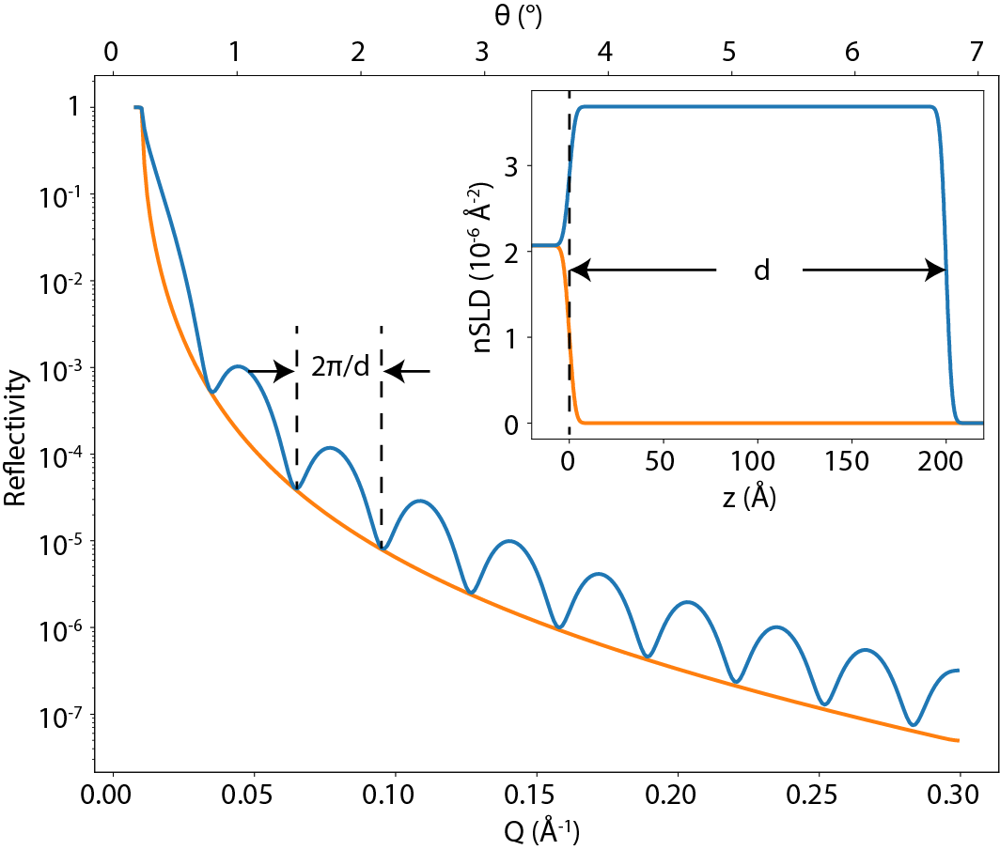 θ (°)
0 1 2 3 4 5 6 7
1
10⁻¹
10⁻²
10⁻³
10⁻⁴
10⁻⁵
10⁻⁶
10⁻⁷
Reflectivity
2π/d
nSLD (10⁻⁶ Å⁻²)
3
2
1
0
d
0 50 100 150 200
z (Å)
0.00 0.05 0.10 0.15 0.20 0.25 0.30
Q (Å⁻¹)